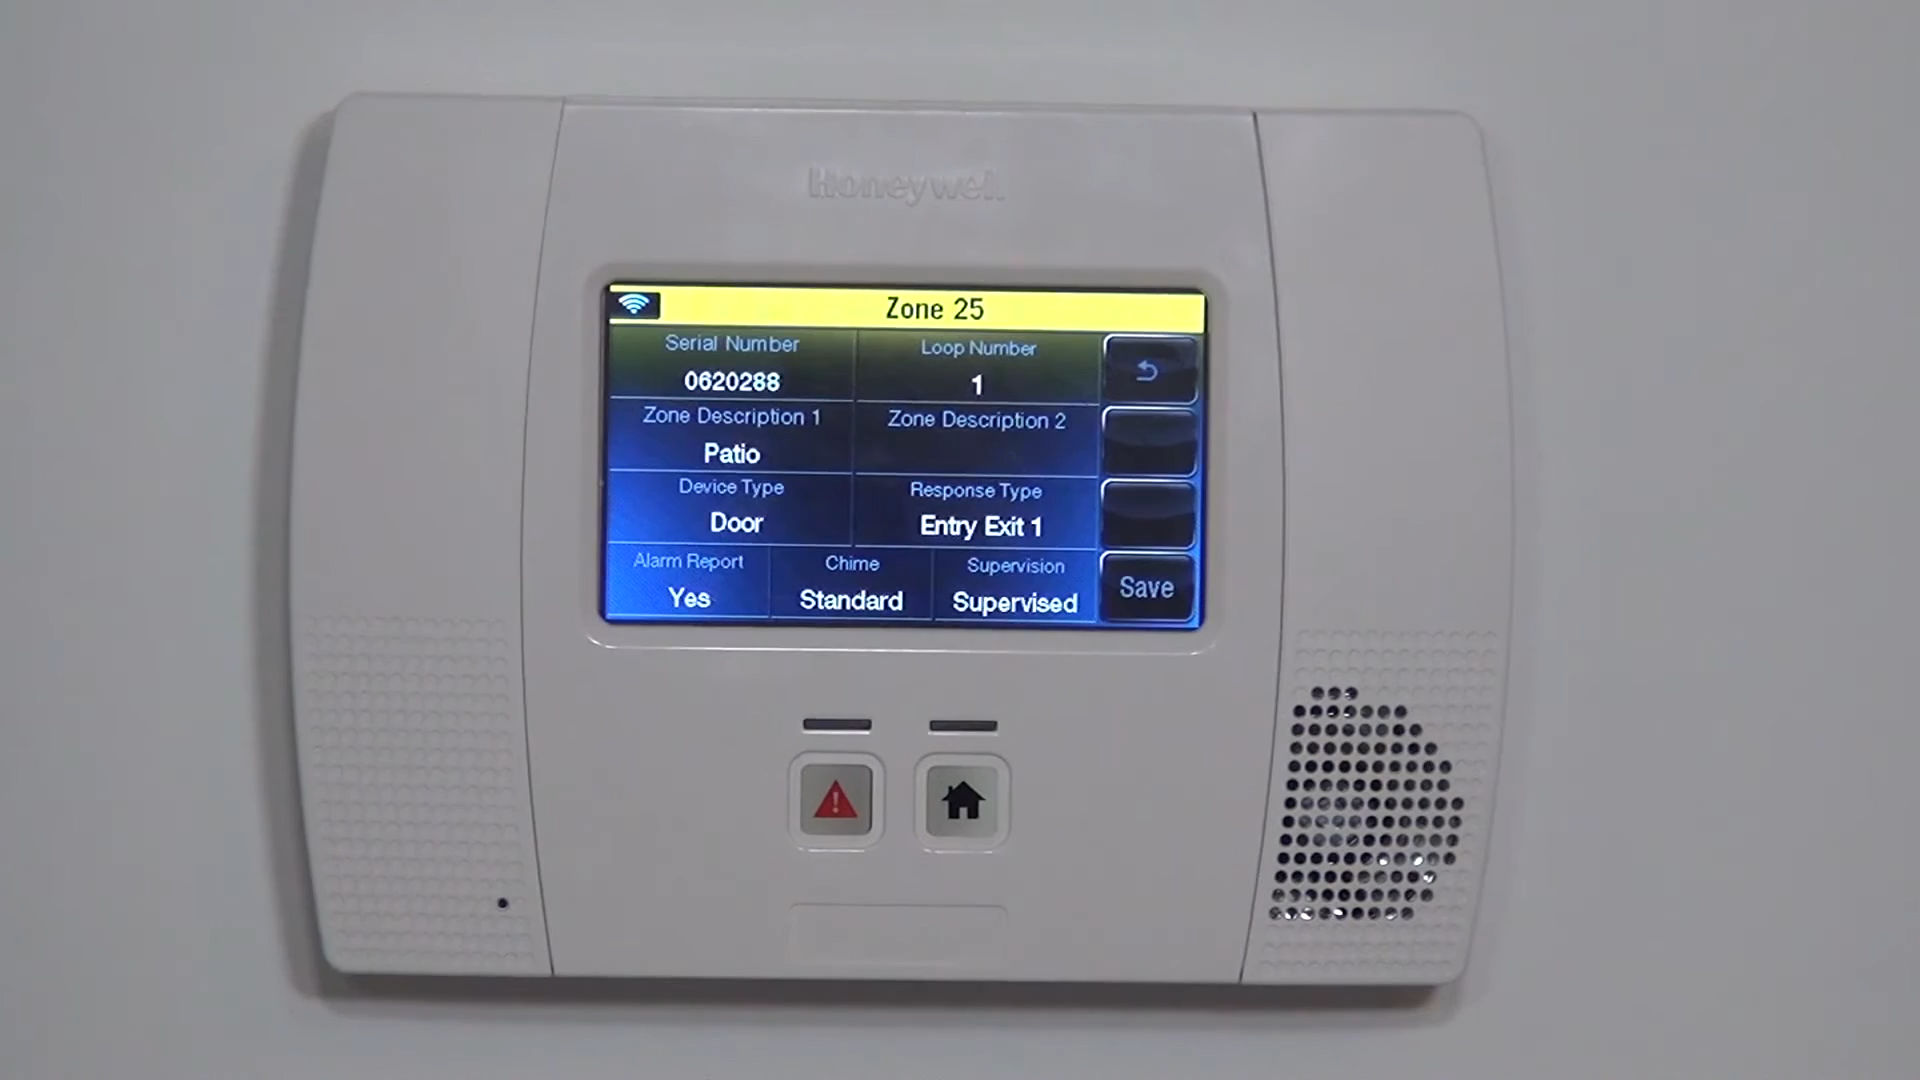 Honeywell
Zone 25
Serial Number
0620288
Loop Number
1
Zone Description 1
Patio
Zone Description 2
Device Type
Door
Response Type
Entry Exit 1
Alarm Report
Yes
Chime
Standard
Supervision
Supervised
Save